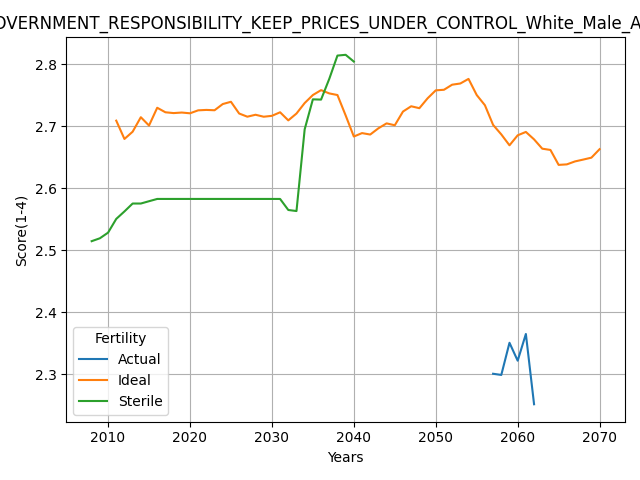 OVERNMENT_RESPONSIBILITY_KEEP_PRICES_UNDER_CONTROL_White_Male_A
Score(1-4)
2.8
2.7
2.6
2.5
2.4
2.3
Fertility
Actual
Ideal
Sterile
2010 2020 2030 2040 2050 2060 2070
Years